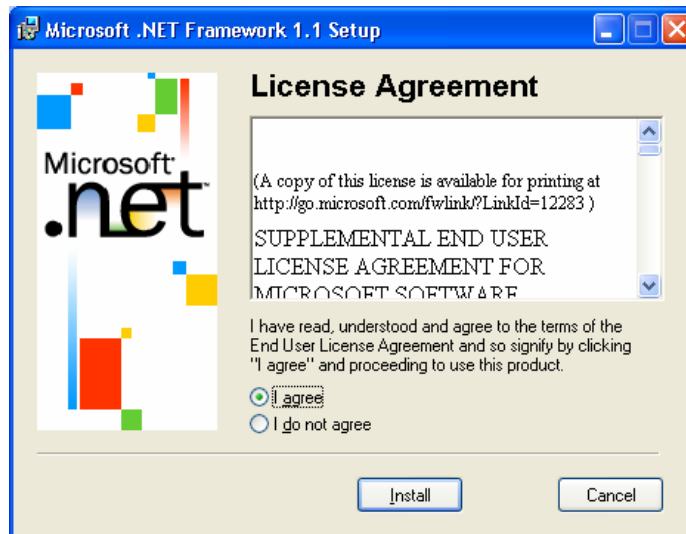 Microsoft .NET Framework 1.1 Setup
License Agreement
Microsoft
.net
(A copy of this license is available for printing at
http://go.microsoft.com/fwlink/?LinkId=12283 )
SUPPLEMENTAL END USER
LICENSE AGREEMENT FOR
MICROSOFT SOFTWARE
I have read, understood and agree to the terms of the
End User License Agreement and so signify by clicking
"I agree" and proceeding to use this product.
I agree
I do not agree
Install
Cancel